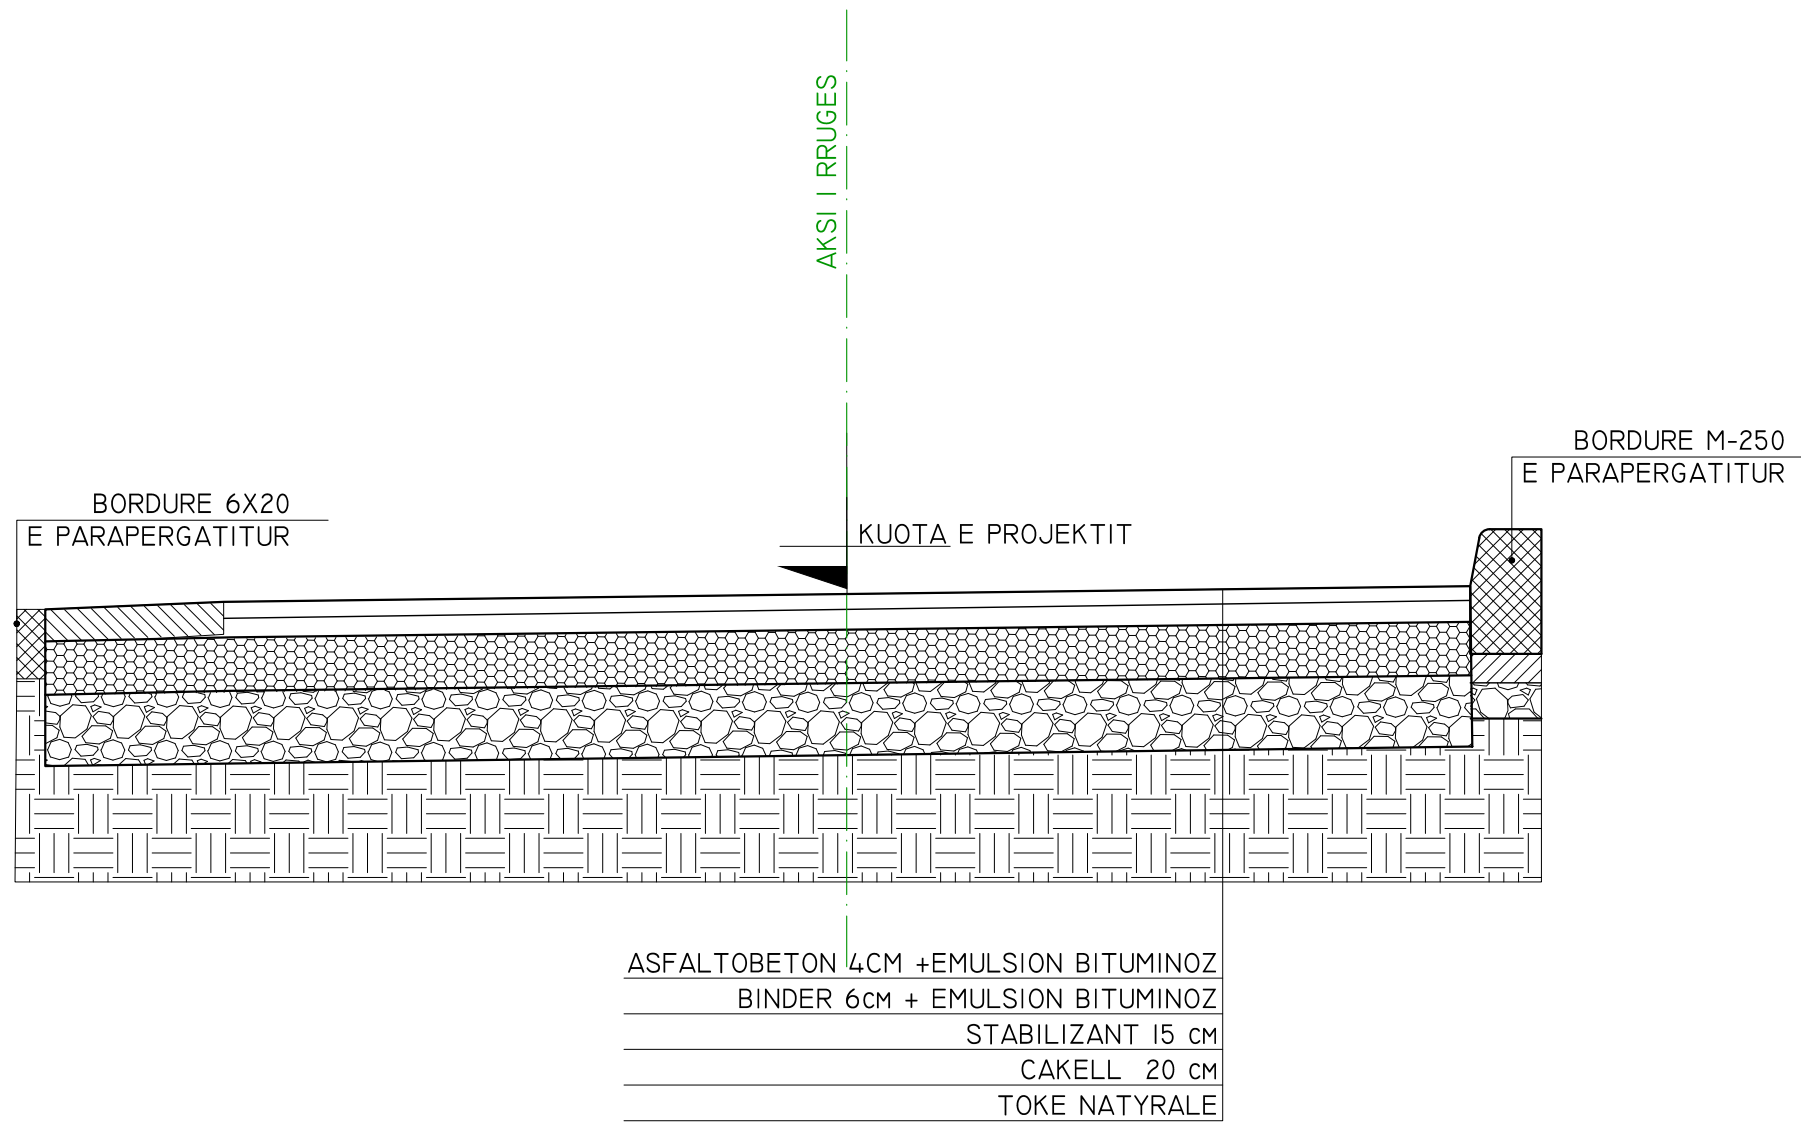 AKSI I RRUGES
BORDURE M-250
E PARAPERGATITUR
BORDURE 6X20
E PARAPERGATITUR
KUOTA E PROJEKTIT
ASFALTOBETON 4CM +EMULSION BITUMINOZ
BINDER 6CM + EMULSION BITUMINOZ
STABILIZANT 15 CM
CAKELL 20 CM
TOKE NATYRALE